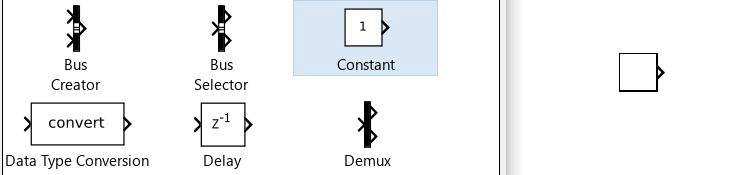 1
Bus
Creator
Bus
Selector
Constant
convert
Z⁻¹
Data Type Conversion
Delay
Demux